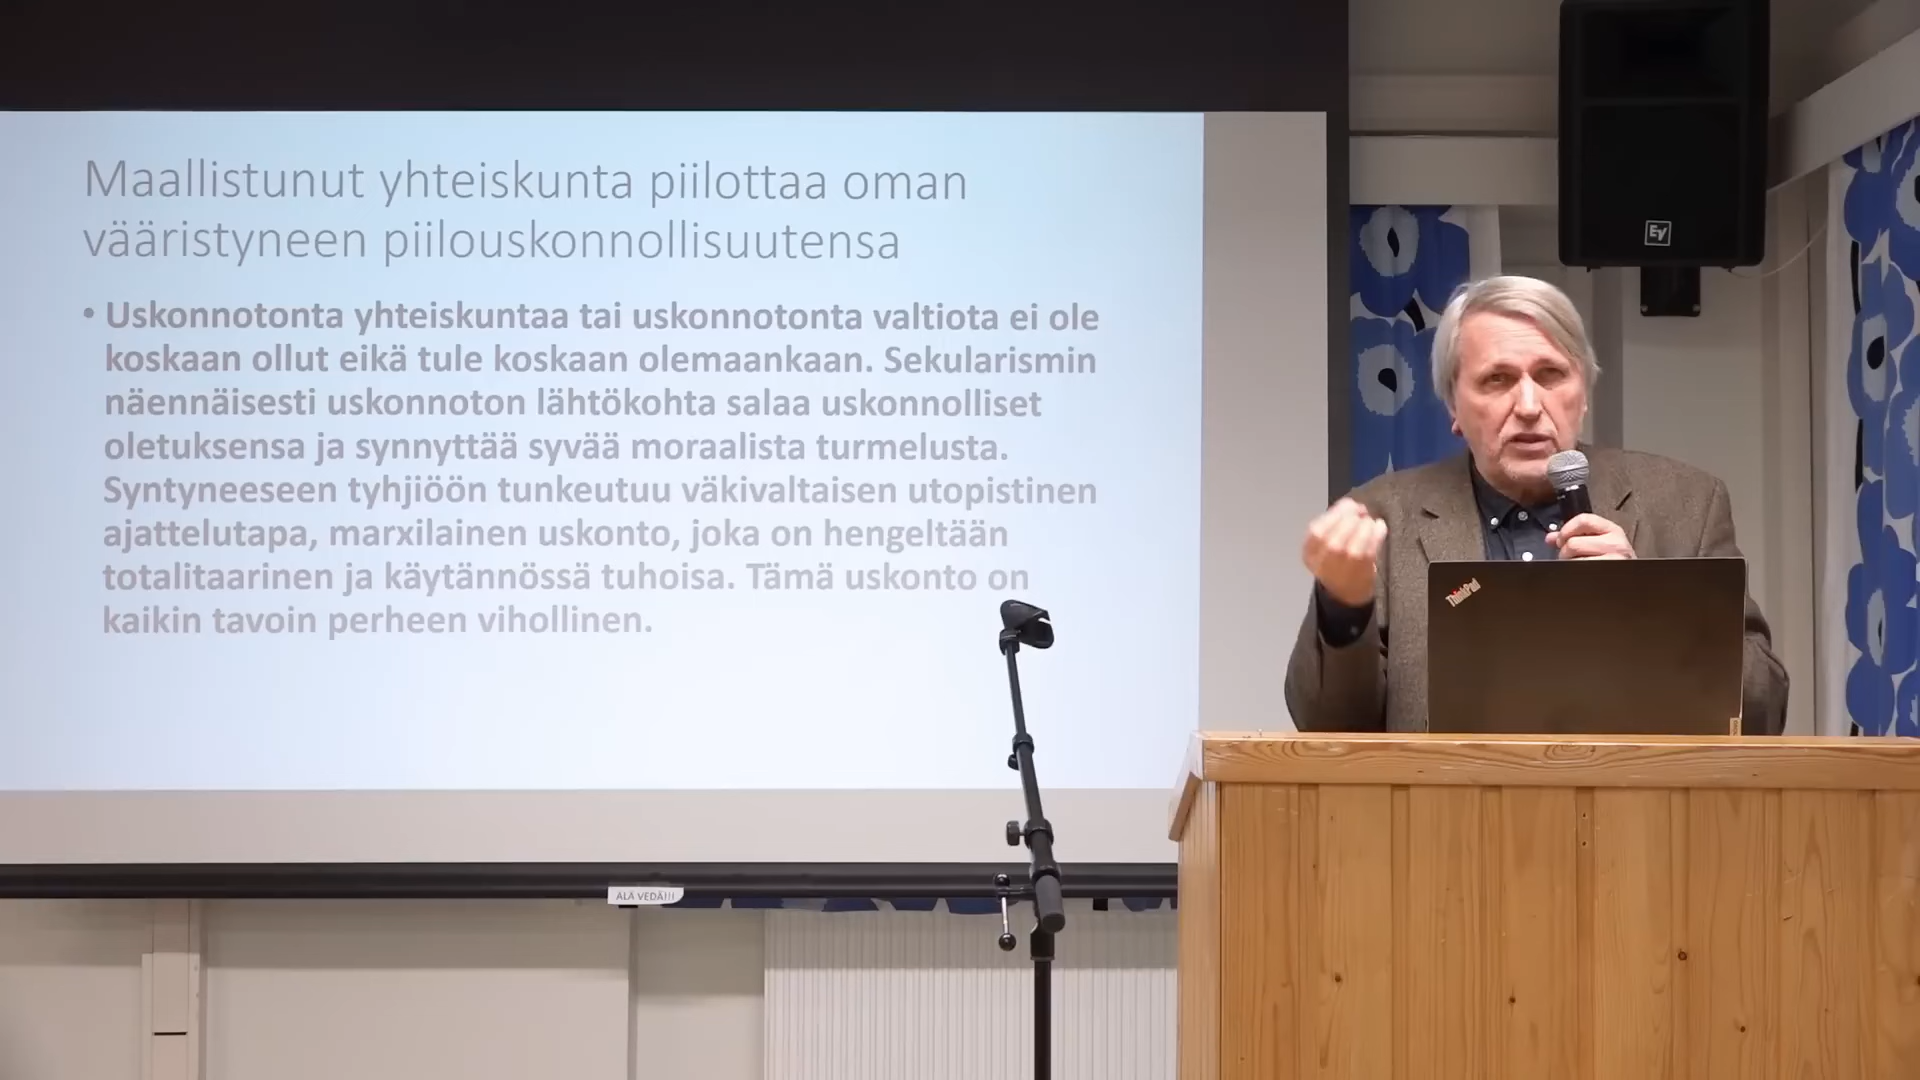 Maallistunut yhteiskunta piilottaa oman
vääristyneen piilouskonnollisuutensa
• Uskonnotonta yhteiskuntaa tai uskonnotonta valtiota ei ole
koskaan ollut eikä tule koskaan olemaankaan. Sekularismin
näennäisesti uskonnoton lähtökohta salaa uskonnolliset
oletuksensa ja synnyttää syvää moraalista turmelusta.
Syntyneeseen tyhjiöön tunkeutuu väkivaltaisen utopistinen
ajattelutapa, marxilainen uskonto, joka on hengeltään
totalitaarinen ja käytännössä tuhoisa. Tämä uskonto on
kaikin tavoin perheen vihollinen.
EV
ThinkPad
ÄLÄ VEDÄ!!!